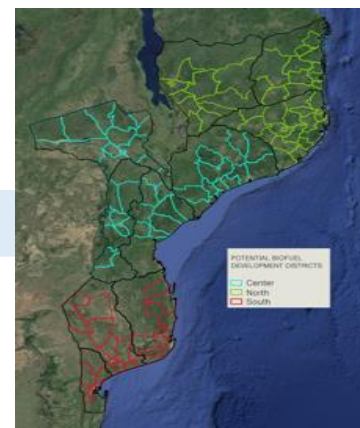 POTENTIAL BIOFUEL
DEVELOPMENT DISTRICTS
Center
North
South